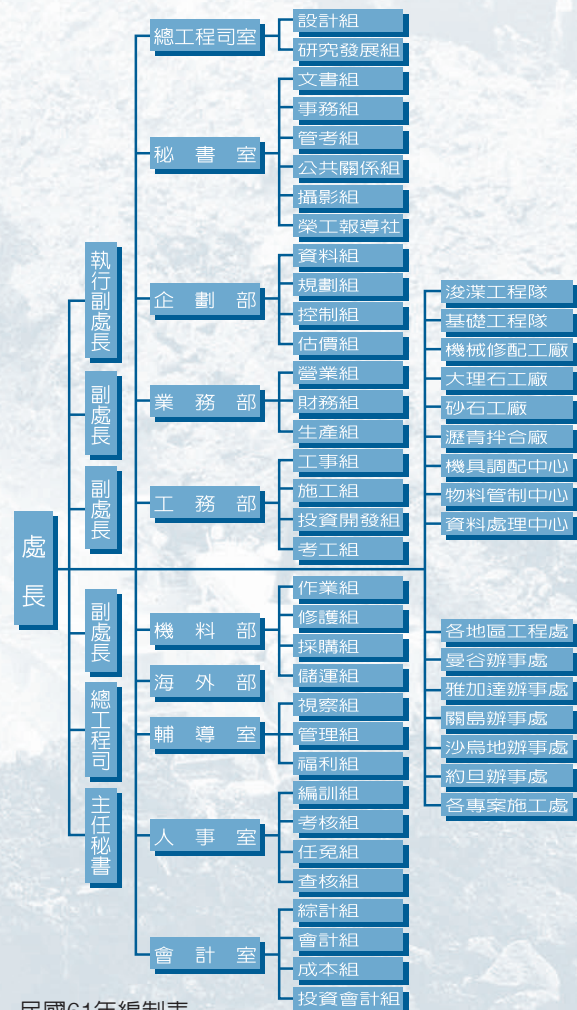 處長
執行副處長
副處長
副處長
副處長
總工程司
主任秘書
總工程司室
設計組
研究發展組
秘書室
文書組
事務組
管考組
公共關係組
攝影組
榮工報導社
企劃部
資料組
規劃組
控制組
估價組
業務部
營業組
財務組
生產組
工務部
工事組
施工組
投資開發組
考工組
機料部
作業組
修護組
採購組
儲運組
海外部
輔導室
視察組
管理組
福利組
人事室
編訓組
考核組
任免組
查核組
會計室
綜計組
會計組
成本組
投資會計組
浚渫工程隊
基礎工程隊
機械修配工廠
大理石工廠
砂石工廠
瀝青拌合廠
機具調配中心
物料管制中心
資料處理中心
各地區工程處
曼谷辦事處
雅加達辦事處
關島辦事處
沙烏地辦事處
約旦辦事處
各專案施工處
民國61年編制表